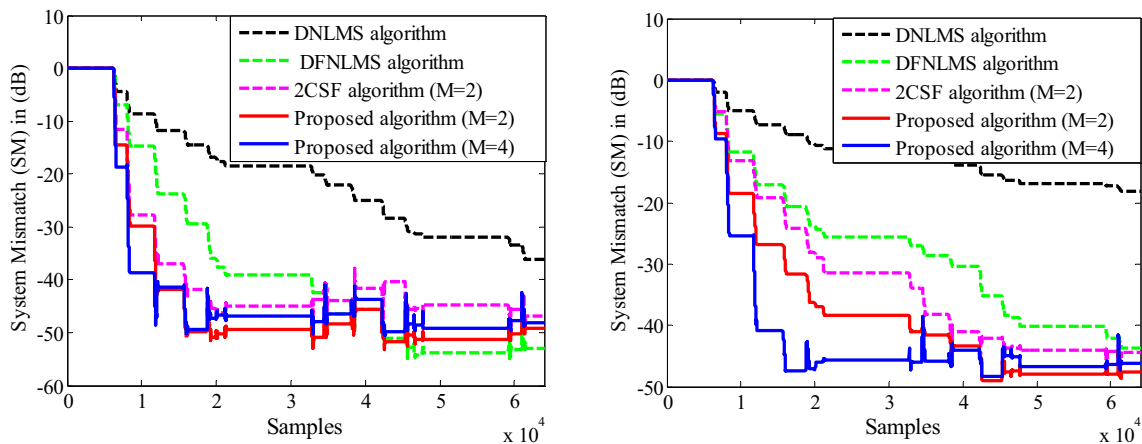 10
0
-10
-20
-30
-40
-50
-60
System Mismatch (SM) in (dB)
DNLMS algorithm
DFNLMS algorithm
2CSF algorithm (M=2)
Proposed algorithm (M=2)
Proposed algorithm (M=4)
0 1 2 3 4 5 6
Samples
x 10^4
10
0
-10
-20
-30
-40
-50
System Mismatch (SM) in (dB)
DNLMS algorithm
DFNLMS algorithm
2CSF algorithm (M=2)
Proposed algorithm (M=2)
Proposed algorithm (M=4)
0 1 2 3 4 5 6
Samples
x 10^4